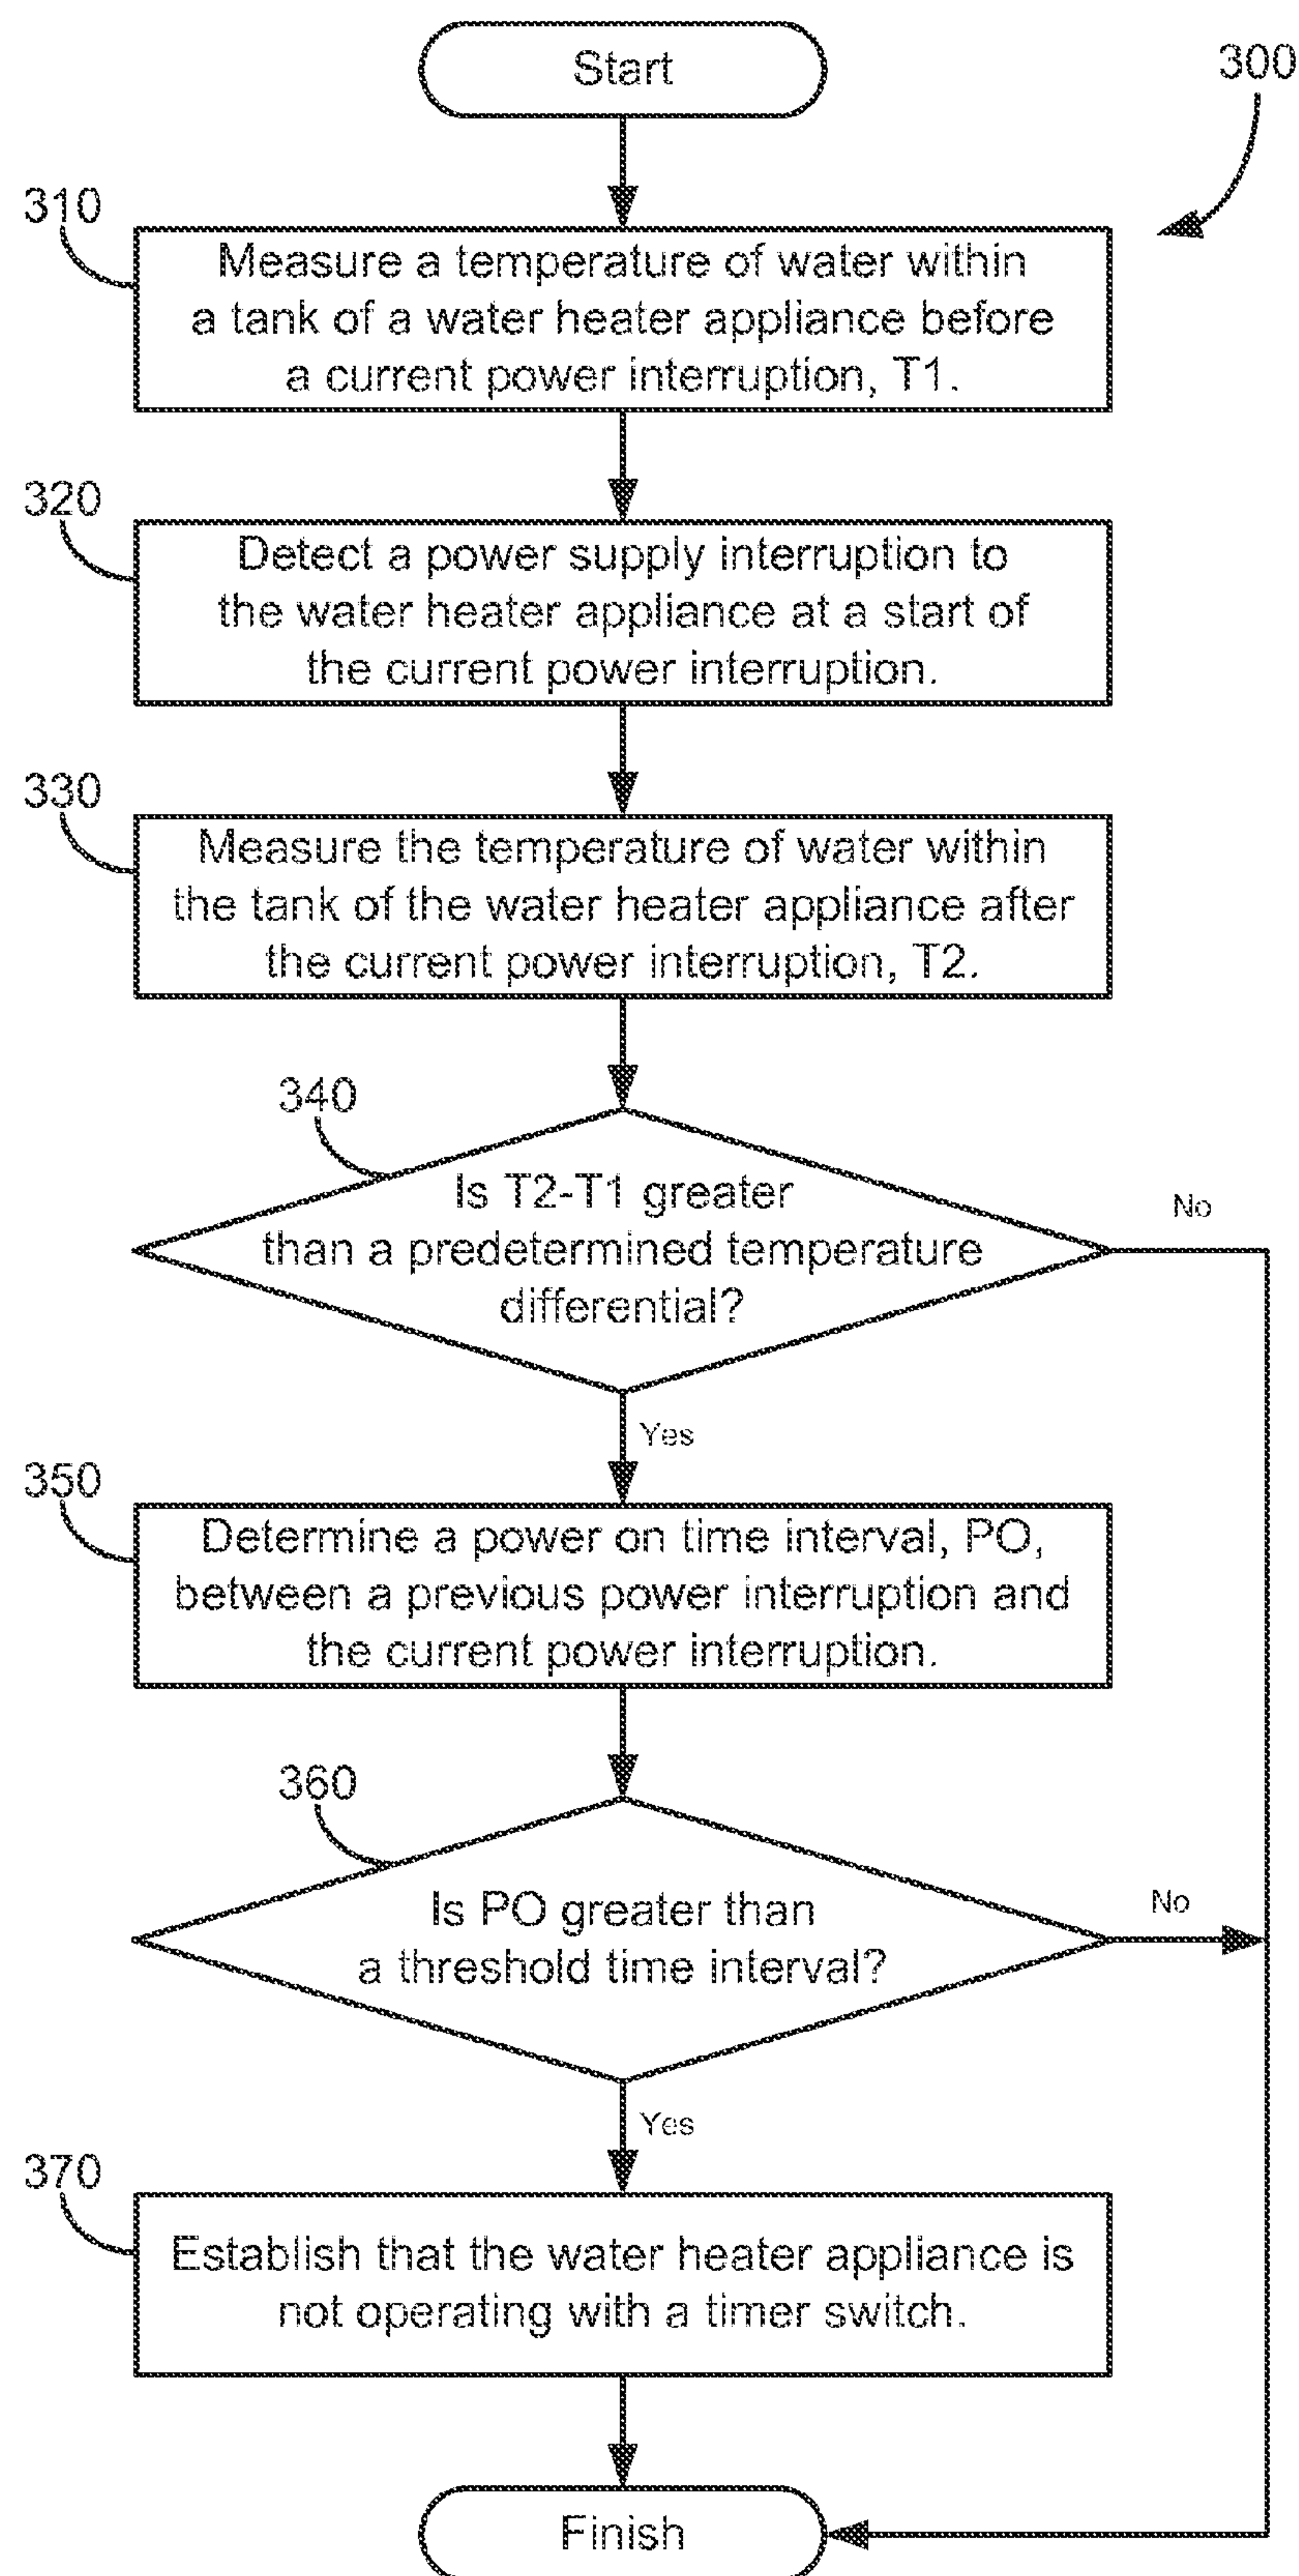 Start
300
310
Measure a temperature of water within
a tank of a water heater appliance before
a current power interruption, T1.
320
Detect a power supply interruption to
the water heater appliance at a start of
the current power interruption.
330
Measure the temperature of water within
the tank of the water heater appliance after
the current power interruption, T2.
340
Is T2-T1 greater
than a predetermined temperature
differential?
No
Yes
350
Determine a power on time interval, PO,
between a previous power interruption and
the current power interruption.
360
Is PO greater than
a threshold time interval?
No
Yes
370
Establish that the water heater appliance is
not operating with a timer switch.
Finish